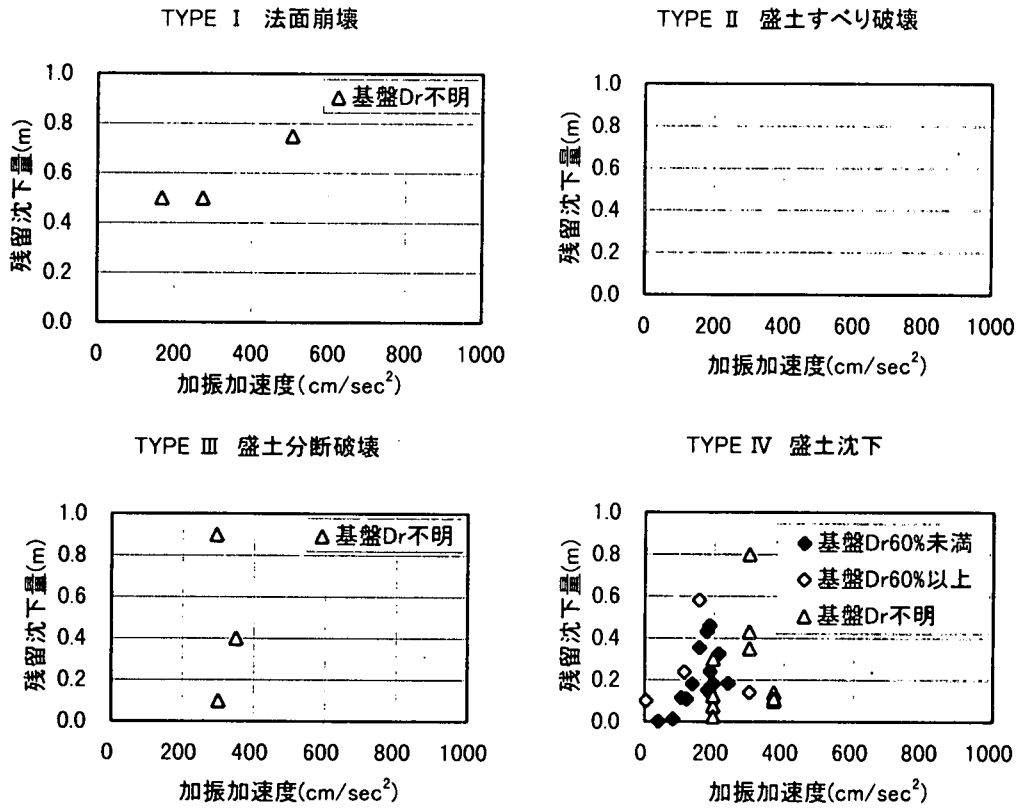 TYPE Ⅰ 法面崩壊
残留沈下量(m)
1.0
0.8
0.6
0.4
0.2
0.0
△ 基盤Dr不明
0 200 400 600 800 1000
加振加速度(cm/sec²)
TYPE Ⅱ 盛土すべり破壊
残留沈下量(m)
1.0
0.8
0.6
0.4
0.2
0.0
0 200 400 600 800 1000
加振加速度(cm/sec²)
TYPE Ⅲ 盛土分断破壊
残留沈下量(m)
1.0
0.8
0.6
0.4
0.2
0.0
△ 基盤Dr不明
0 200 400 600 800 1000
加振加速度(cm/sec²)
TYPE Ⅳ 盛土沈下
残留沈下量(m)
1.0
0.8
0.6
0.4
0.2
0.0
◆ 基盤Dr60%未満
◇ 基盤Dr60%以上
△ 基盤Dr不明
0 200 400 600 800 1000
加振加速度(cm/sec²)